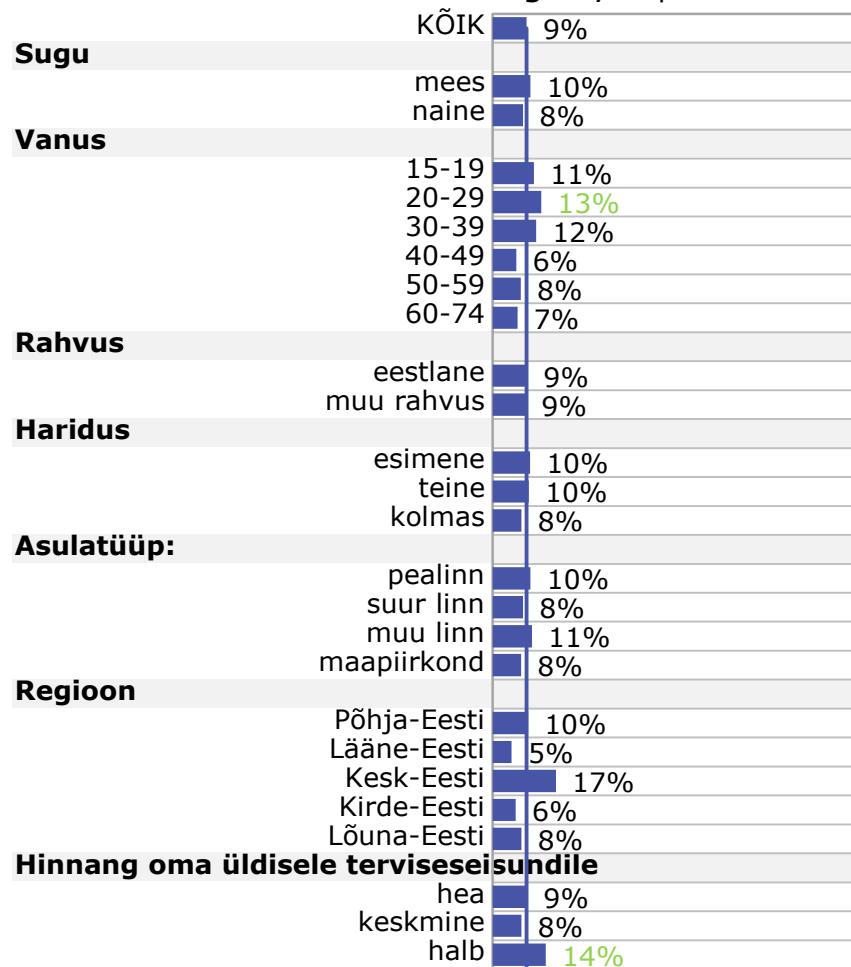 KÕIK 9%
Sugu
mees 10%
naine 8%
Vanus
15-19 11%
20-29 13%
30-39 12%
40-49 6%
50-59 8%
60-74 7%
Rahvus
eestlane 9%
muu rahvus 9%
Haridus
esimene 10%
teine 10%
kolmas 8%
Asulatüüp:
pealinn 10%
suur linn 8%
muu linn 11%
maapiirkond 8%
Regioon
Põhja-Eesti 10%
Lääne-Eesti 5%
Kesk-Eesti 17%
Kirde-Eesti 6%
Lõuna-Eesti 8%
Hinnang oma üldisele terviseseisundile
hea 9%
keskmine 8%
halb 14%